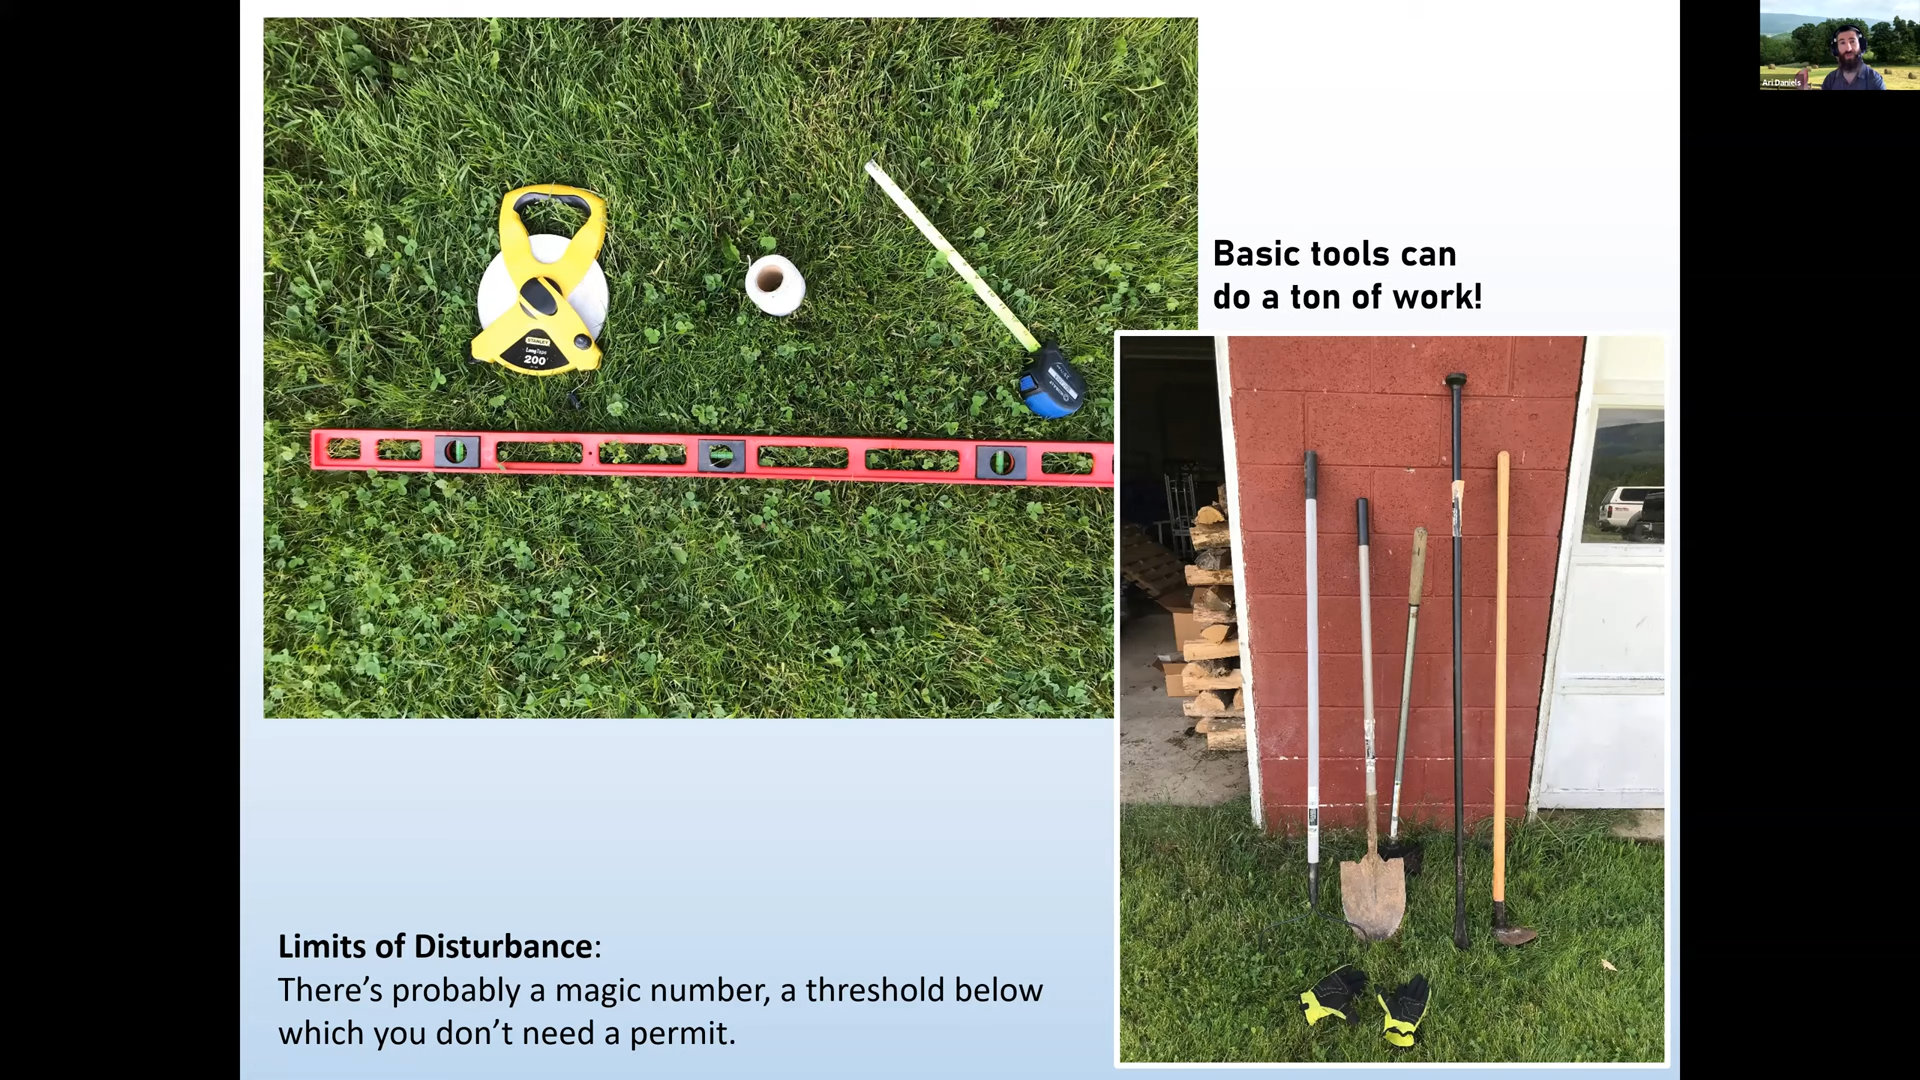 Ari Daniels
STANLEY
LongTape
200'
Basic tools can
do a ton of work!
Limits of Disturbance:
There's probably a magic number, a threshold below
which you don't need a permit.